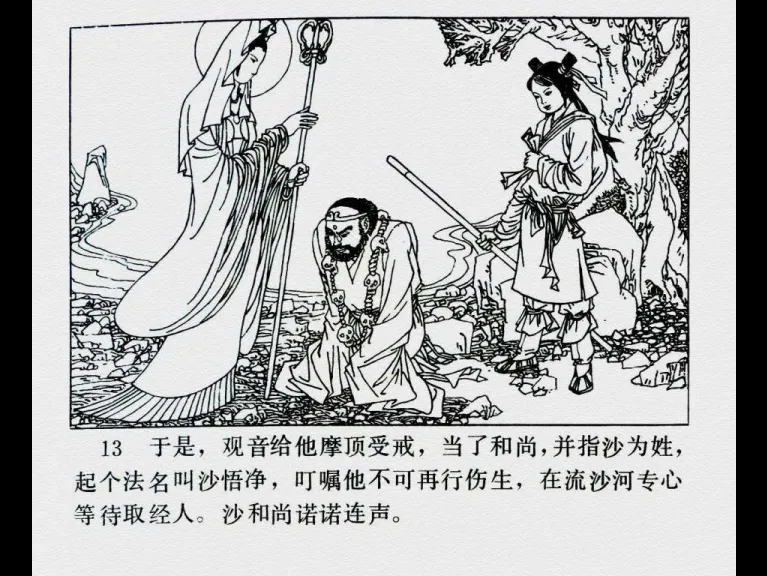 13 于是，观音给他摩顶受戒，当了和尚，并指沙为姓，
起个法名叫沙悟净，叮嘱他不可再行伤生，在流沙河专心
等待取经人。沙和尚诺诺连声。